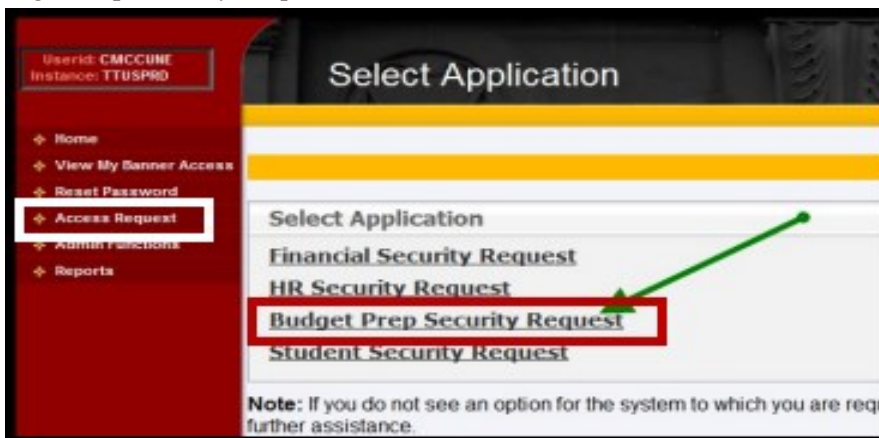 Userid: CMCCUNE
Instance: TTUSPRD
Select Application
Home
View My Banner Access
Reset Password
Access Request
Admin Functions
Reports
Select Application
Financial Security Request
HR Security Request
Budget Prep Security Request
Student Security Request
Note: If you do not see an option for the system to which you are req
further assistance.